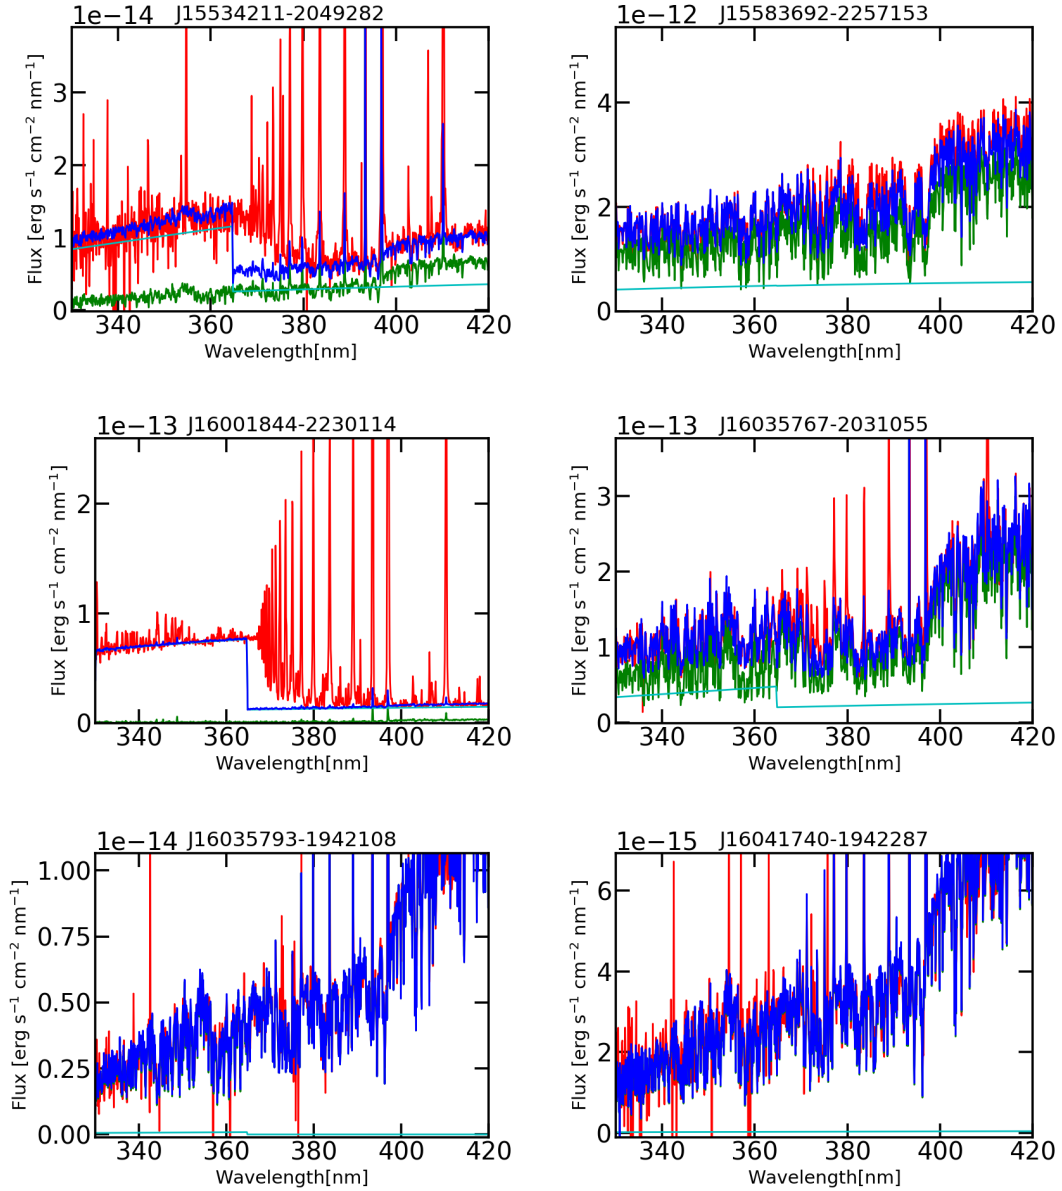 1e−14 J15534211-2049282
Flux [erg s⁻¹ cm⁻² nm⁻¹]
3
2
1
0
340 360 380 400 420
Wavelength[nm]
1e−12 J15583692-2257153
Flux [erg s⁻¹ cm⁻² nm⁻¹]
4
2
0
340 360 380 400 420
Wavelength[nm]
1e−13 J16001844-2230114
Flux [erg s⁻¹ cm⁻² nm⁻¹]
2
1
0
340 360 380 400 420
Wavelength[nm]
1e−13 J16035767-2031055
Flux [erg s⁻¹ cm⁻² nm⁻¹]
3
2
1
0
340 360 380 400 420
Wavelength[nm]
1e−14 J16035793-1942108
Flux [erg s⁻¹ cm⁻² nm⁻¹]
1.00
0.75
0.50
0.25
0.00
340 360 380 400 420
Wavelength[nm]
1e−15 J16041740-1942287
Flux [erg s⁻¹ cm⁻² nm⁻¹]
6
4
2
0
340 360 380 400 420
Wavelength[nm]